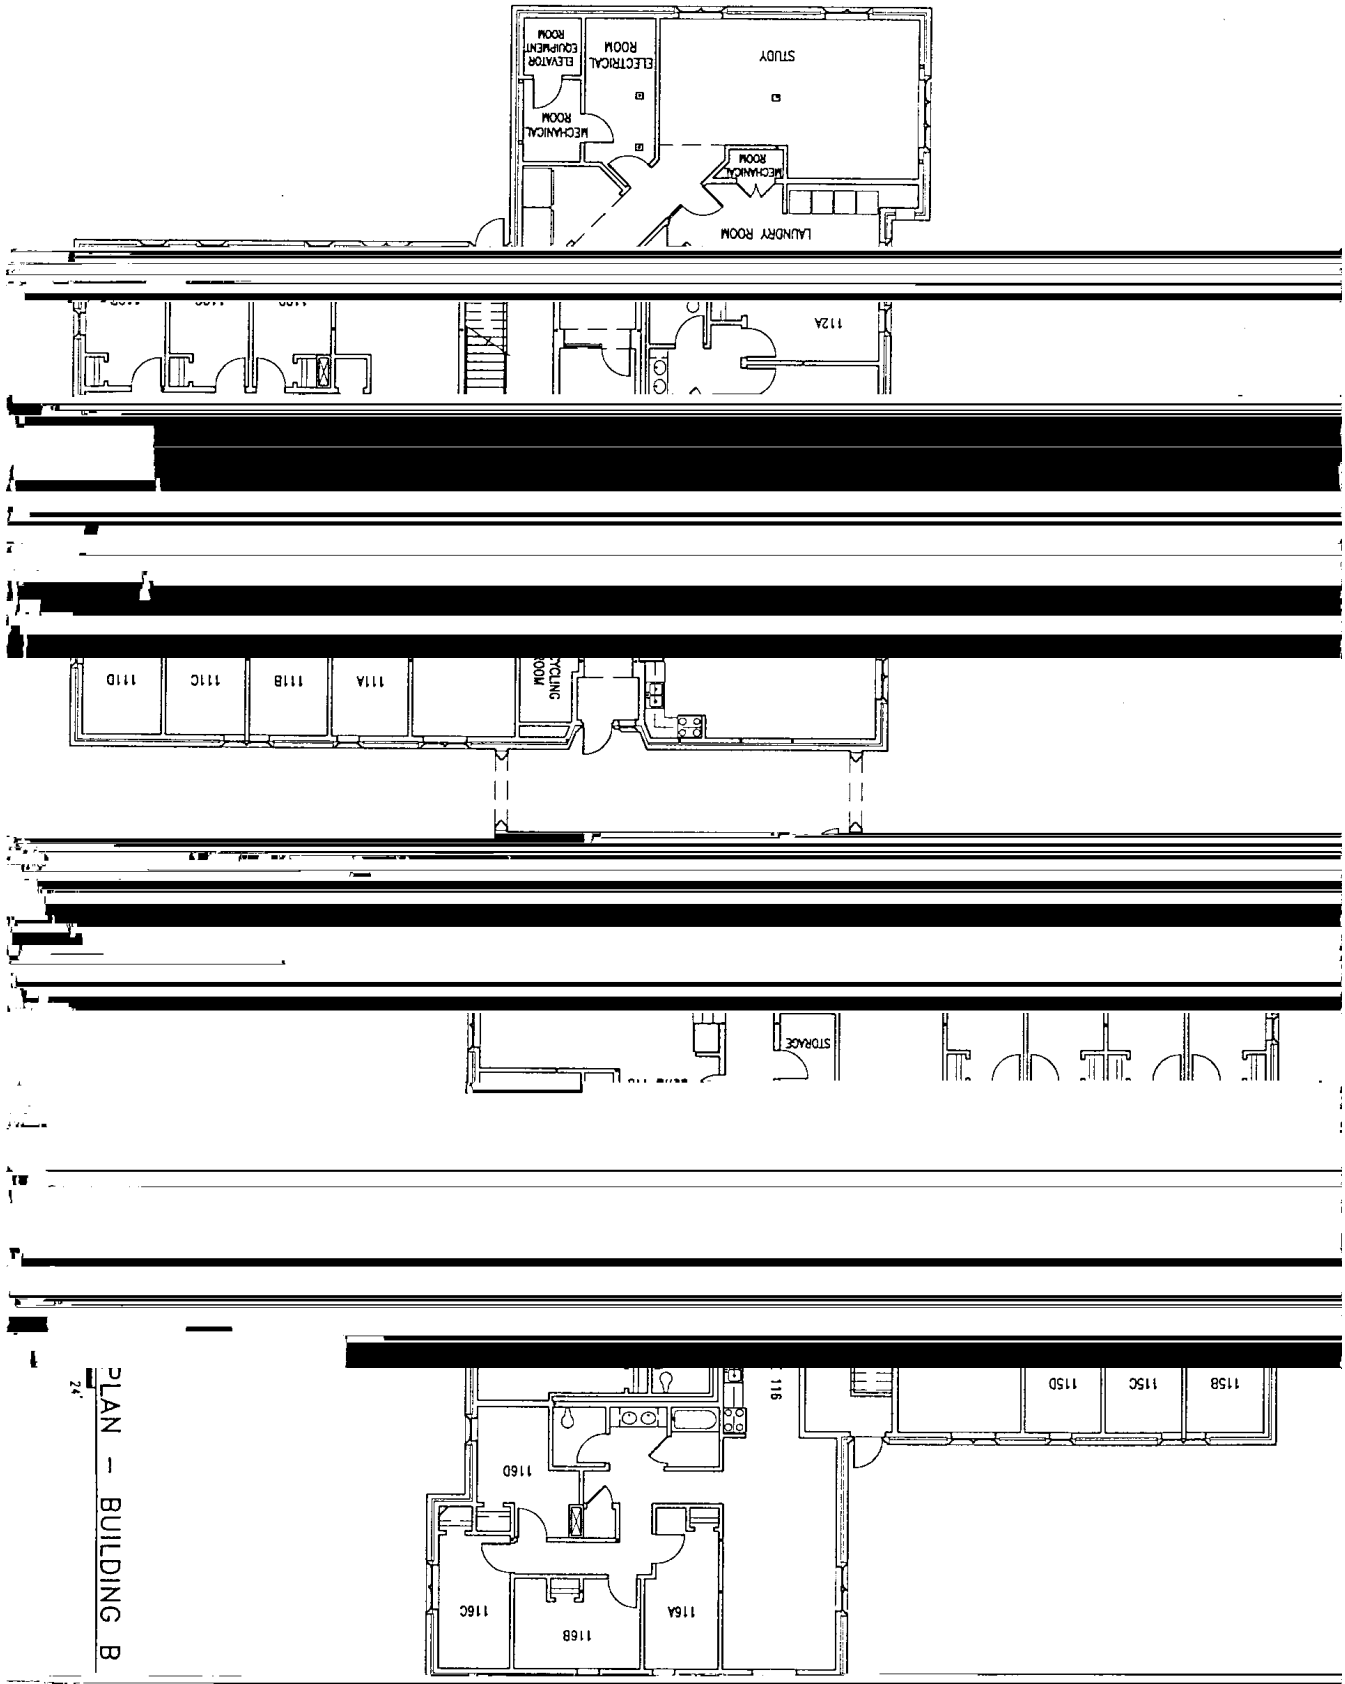 ELEVATOR
EQUIPMENT
ROOM
ELECTRICAL
ROOM
STUDY
MECHANICAL
ROOM
MECHANICAL
ROOM
LAUNDRY ROOM
112A
111D
111C
111B
111A
CYCLING
ROOM
STORAGE
116
115D
115C
115B
116D
116C
116B
116A
PLAN - BUILDING B
24'